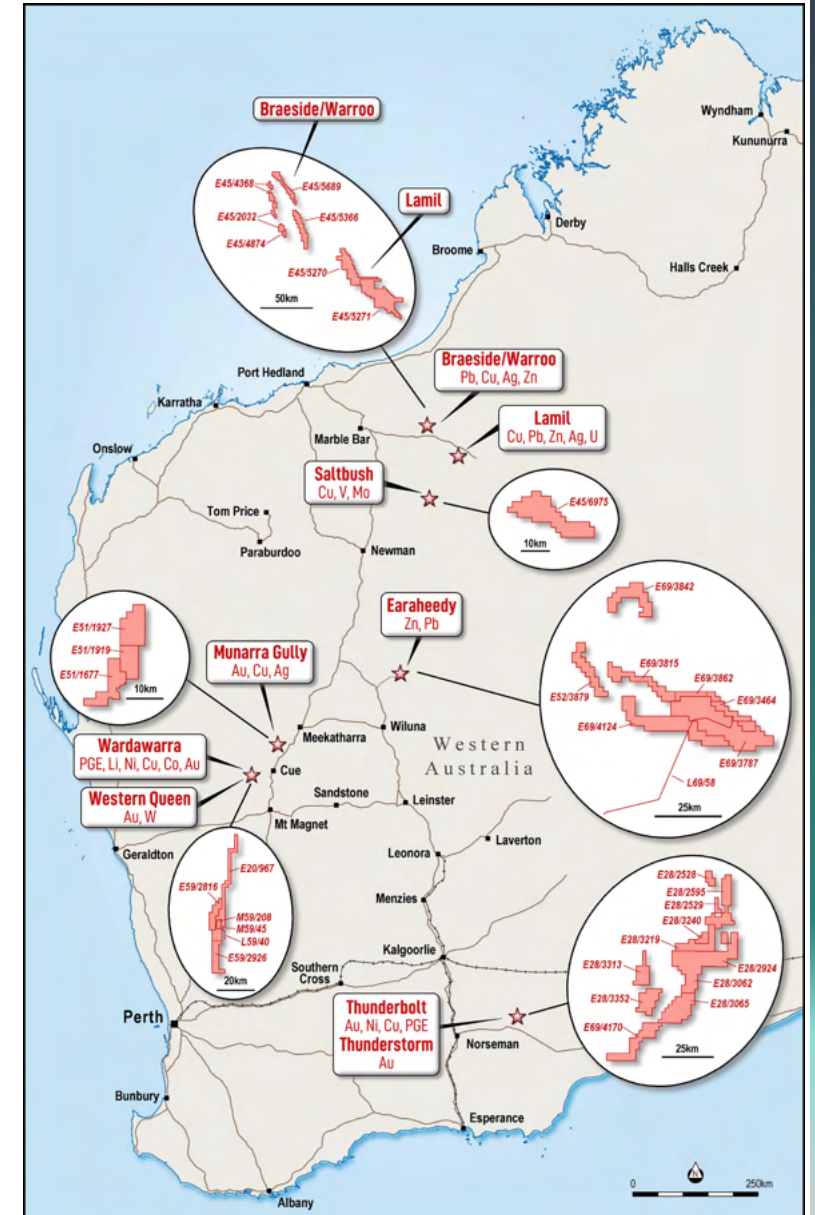 Braeside/Warroo
Wyndham
Kununurra
E45/4368
E45/5689
E45/2032
E45/5366
E45/4874
Lamil
Derby
Broome
E45/5270
Halls Creek
50km
E45/5271
Port Hedland
Braeside/Warroo
Pb, Cu, Ag, Zn
Karratha
Lamil
Cu, Pb, Zn, Ag, U
Marble Bar
Onslow
Saltbush
Cu, V, Mo
E45/6975
10km
Tom Price
Paraburdoo
Newman
E69/3842
Earaheedy
Zn, Pb
E51/1927
E51/1919
E51/1677
10km
Munarra Gully
Au, Cu, Ag
E69/3815
E69/3862
E52/3879
E69/3464
E69/4124
E69/3787
L69/58
25km
Meekatharra
Wiluna
Western
Australia
Wardawarra
PGE, Li, Ni, Cu, Co, Au
Cue
Western Queen
Au, W
Sandstone
Leinster
Mt Magnet
Laverton
Geraldton
Leonora
E20/967
E59/2816
M59/208
M59/45
L59/40
E59/2926
20km
Menzies
E28/2528
E28/2595
E28/2529
E28/3240
E28/3219
E28/3313
E28/2924
E28/3062
E28/3352
E28/3065
E69/4170
25km
Kalgoorlie
Southern
Cross
Perth
Thunderbolt
Au, Ni, Cu, PGE
Thunderstorm
Au
Norseman
Bunbury
Esperance
Albany
N
0
250km